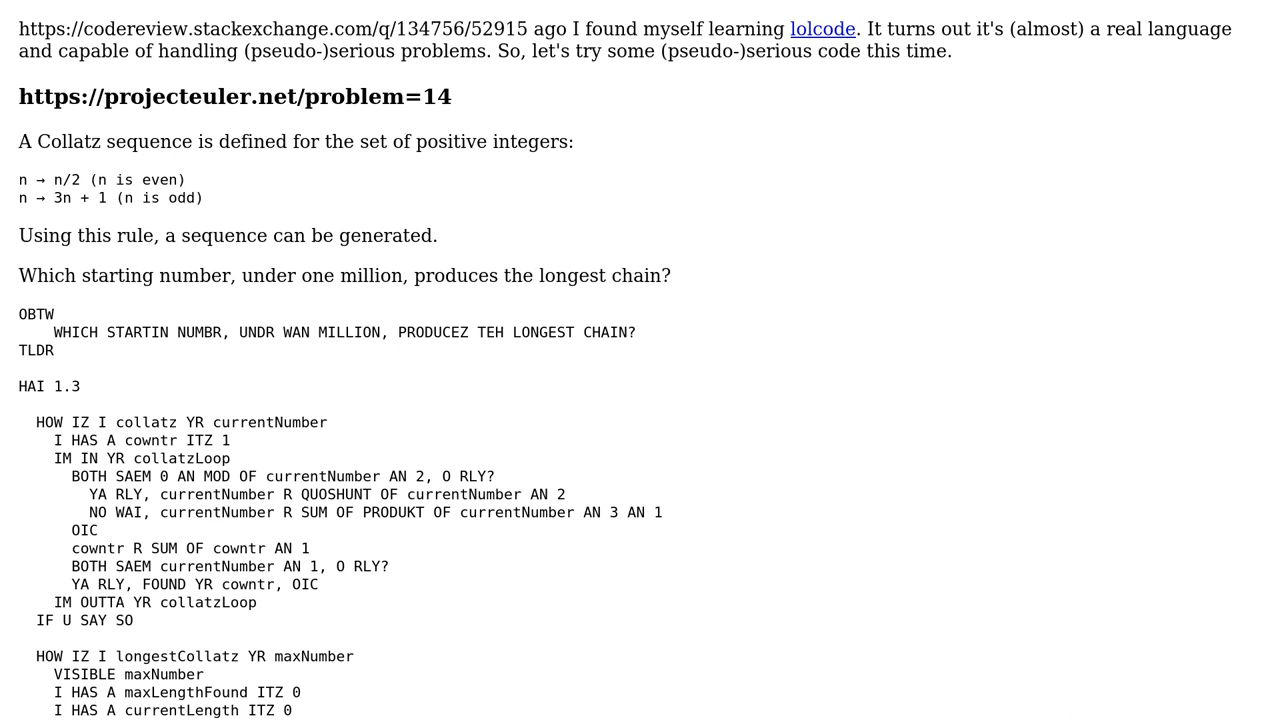 https://codereview.stackexchange.com/q/134756/52915 ago I found myself learning lolcode. It turns out it's (almost) a real language
and capable of handling (pseudo-)serious problems. So, let's try some (pseudo-)serious code this time.
https://projecteuler.net/problem=14
A Collatz sequence is defined for the set of positive integers:
n → n/2 (n is even)
n → 3n + 1 (n is odd)
Using this rule, a sequence can be generated.
Which starting number, under one million, produces the longest chain?
OBTW
    WHICH STARTIN NUMBR, UNDR WAN MILLION, PRODUCEZ TEH LONGEST CHAIN?
TLDR
HAI 1.3
  HOW IZ I collatz YR currentNumber
    I HAS A cowntr ITZ 1
    IM IN YR collatzLoop
      BOTH SAEM 0 AN MOD OF currentNumber AN 2, O RLY?
        YA RLY, currentNumber R QUOSHUNT OF currentNumber AN 2
        NO WAI, currentNumber R SUM OF PRODUKT OF currentNumber AN 3 AN 1
      OIC
      cowntr R SUM OF cowntr AN 1
      BOTH SAEM currentNumber AN 1, O RLY?
      YA RLY, FOUND YR cowntr, OIC
    IM OUTTA YR collatzLoop
  IF U SAY SO
  HOW IZ I longestCollatz YR maxNumber
    VISIBLE maxNumber
    I HAS A maxLengthFound ITZ 0
    I HAS A currentLength ITZ 0